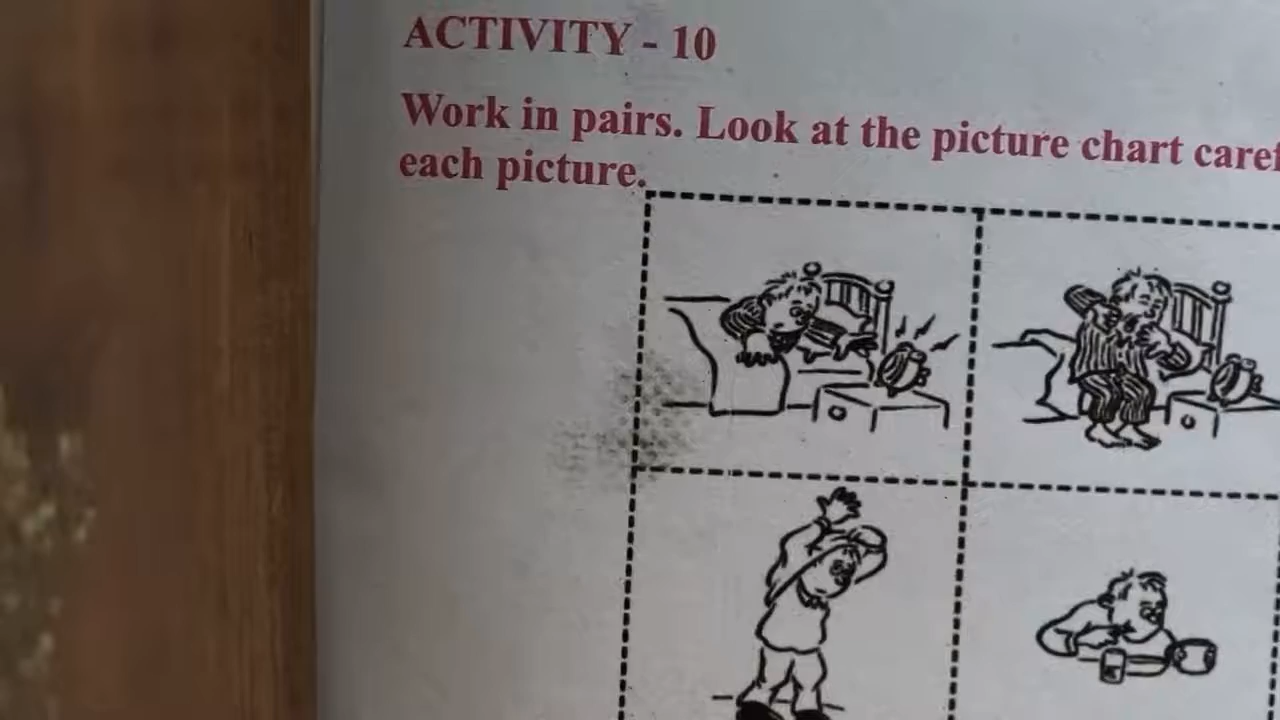 ACTIVITY - 10
Work in pairs. Look at the picture chart
each picture.